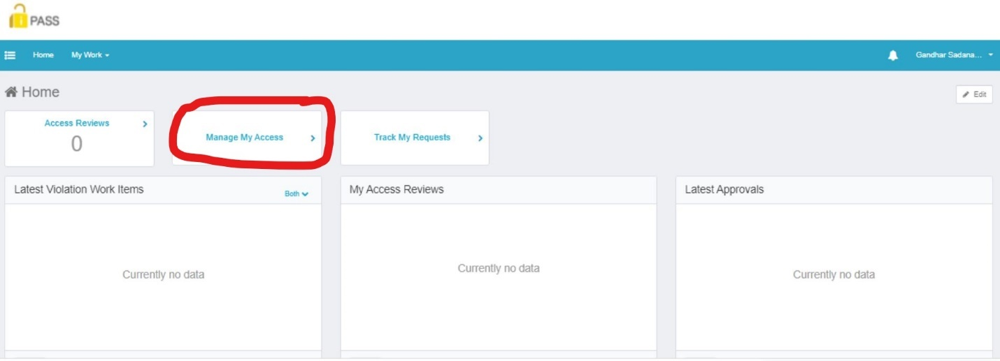 PASS
Home My Work
Gandhar Sadana...
Home
Edit
Access Reviews
0
Manage My Access
Track My Requests
Latest Violation Work Items
Both
My Access Reviews
Latest Approvals
Currently no data
Currently no data
Currently no data